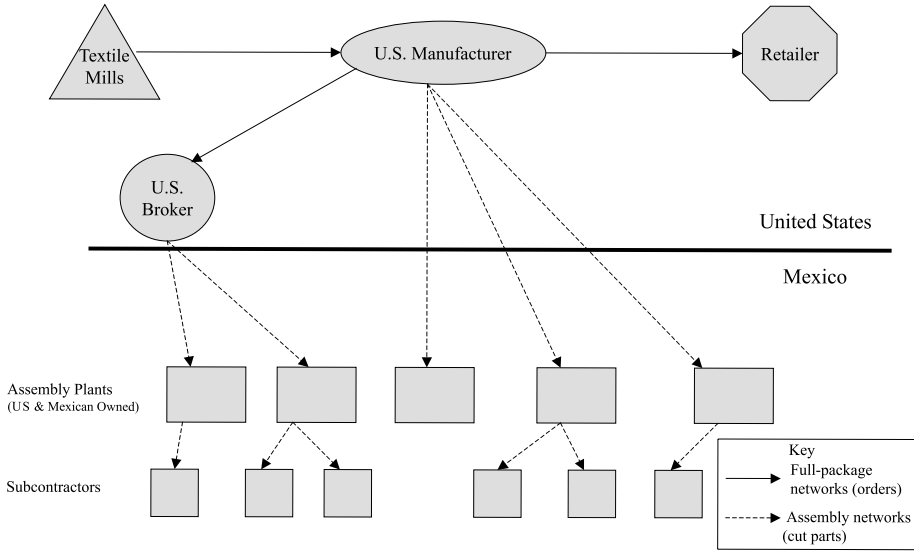 Textile
Mills
U.S. Manufacturer
Retailer
U.S.
Broker
United States
Mexico
Assembly Plants
(US & Mexican Owned)
Subcontractors
Key
Full-package
networks (orders)
Assembly networks
(cut parts)